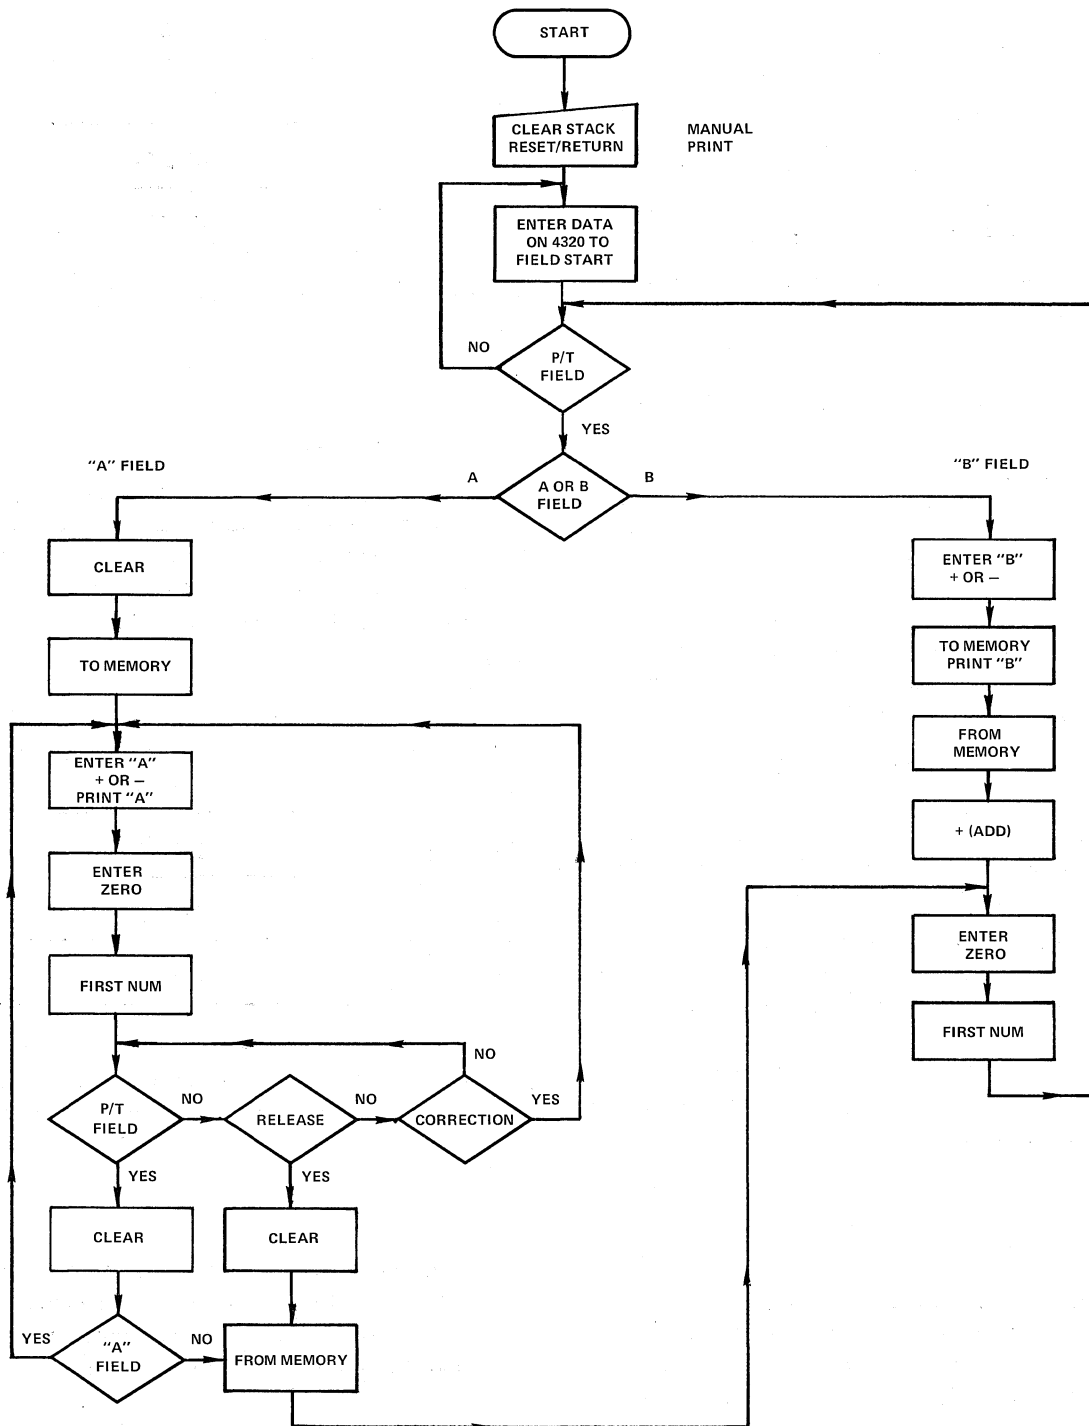 START
CLEAR STACK
RESET/RETURN
MANUAL
PRINT
ENTER DATA
ON 4320 TO
FIELD START
NO
P/T
FIELD
YES
"A" FIELD
A
A OR B
FIELD
B
"B" FIELD
CLEAR
TO MEMORY
ENTER "A"
+ OR –
PRINT "A"
ENTER
ZERO
FIRST NUM
P/T
FIELD
NO
RELEASE
NO
CORRECTION
NO
YES
YES
YES
CLEAR
CLEAR
YES
"A"
FIELD
NO
FROM MEMORY
ENTER "B"
+ OR –
TO MEMORY
PRINT "B"
FROM
MEMORY
+ (ADD)
ENTER
ZERO
FIRST NUM